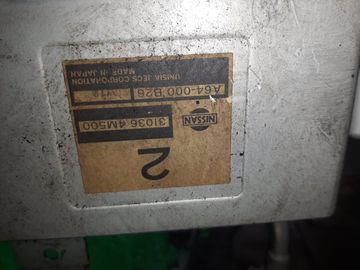 2
NISSAN
31036 4M500
A64-000 B26
UNISIA JECS CORPORATION
MADE IN JAPAN